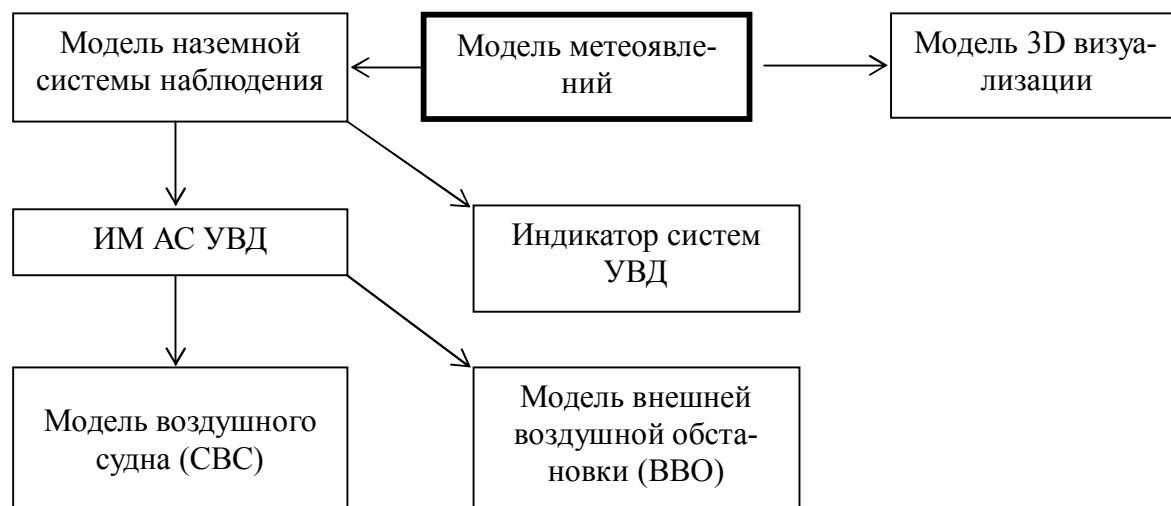 Модель наземной
системы наблюдения
Модель метеоявле-
ний
Модель 3D визуа-
лизации
ИМ АС УВД
Индикатор систем
УВД
Модель воздушного
судна (СВС)
Модель внешней
воздушной обста-
новки (ВВО)